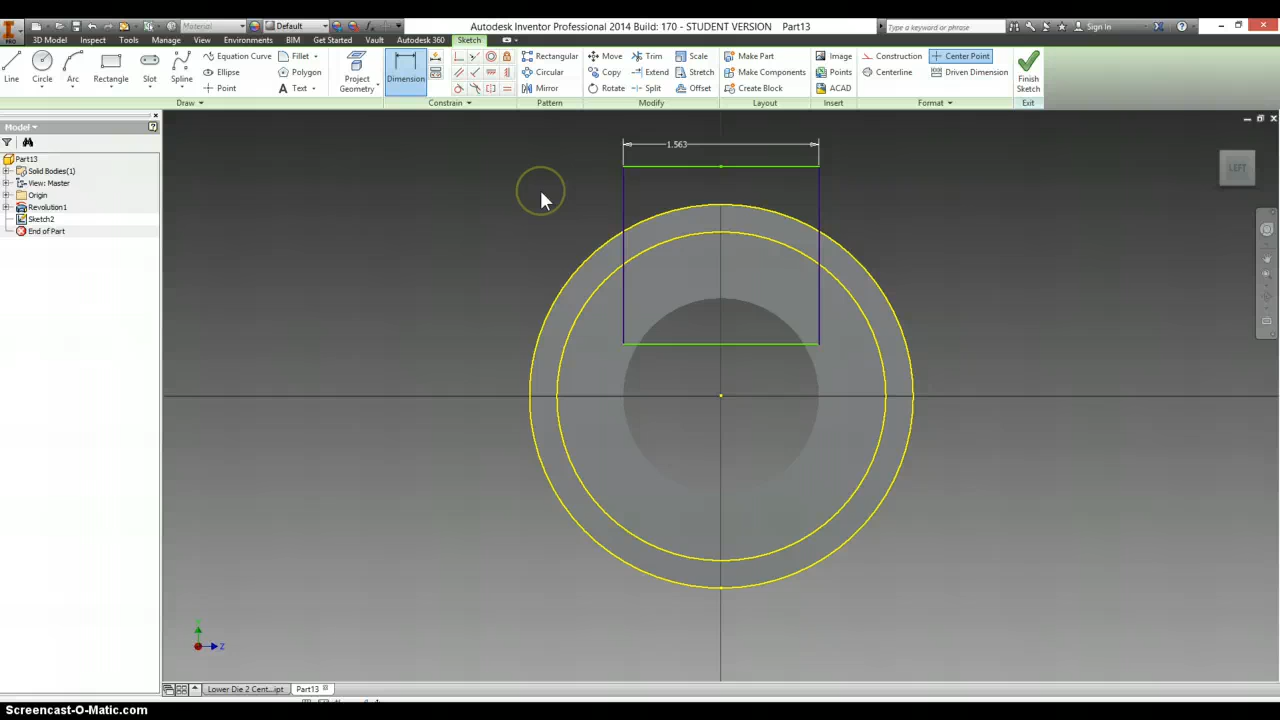 Material
Default
Autodesk Inventor Professional 2014 Build: 170 - STUDENT VERSION Part13
Type a keyword or phrase
Sign In
PRO
3D Model Inspect Tools Manage View Environments BIM Get Started Vault Autodesk 360 Sketch
Line
Circle
Arc
Rectangle
Slot
Spline
Equation Curve
Ellipse
Point
Fillet
Polygon
Text
Project
Geometry
Dimension
Rectangular
Circular
Mirror
Move
Copy
Rotate
Trim
Extend
Split
Scale
Stretch
Offset
Make Part
Make Components
Create Block
Image
Points
ACAD
Construction
Centerline
Center Point
Driven Dimension
Finish
Sketch
Draw
Constrain
Pattern
Modify
Layout
Insert
Format
Exit
Model
Part13
Solid Bodies(1)
View: Master
Origin
Revolution1
Sketch2
End of Part
1.563
LEFT
Z
Lower Die 2 Cent...ipt
Part13
Screencast-O-Matic.com